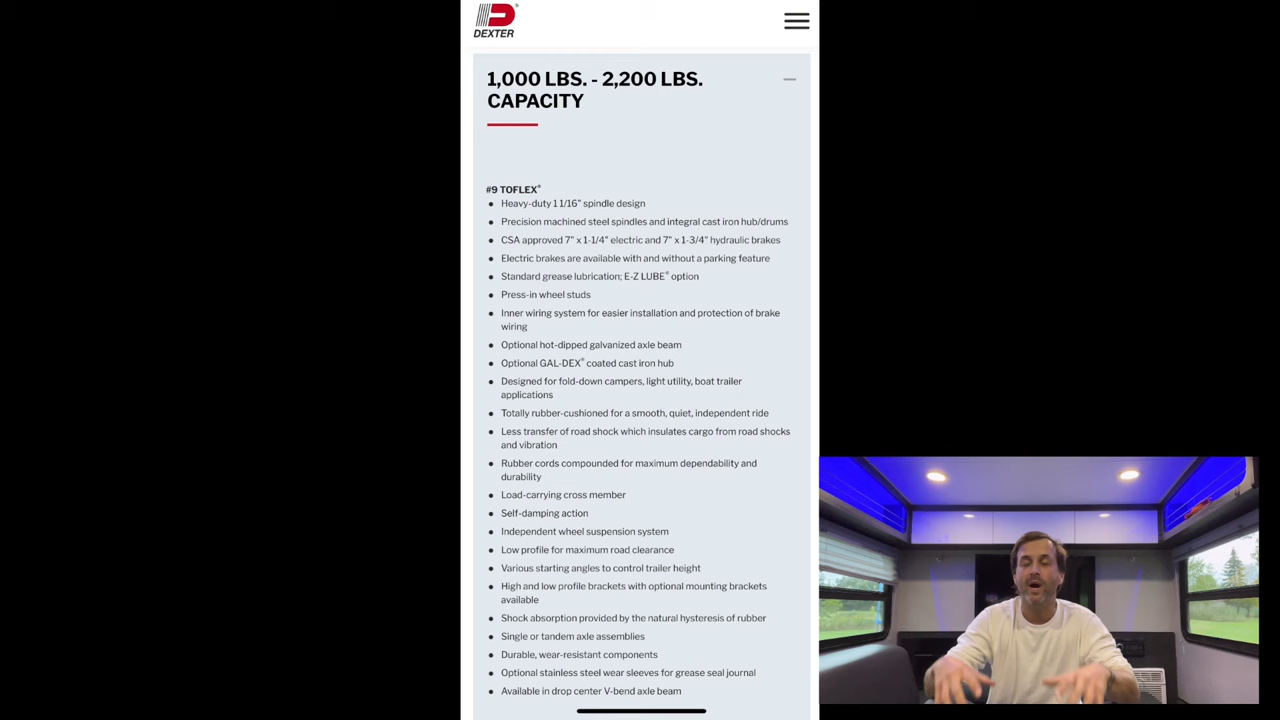 DEXTER
1,000 LBS. - 2,200 LBS.
CAPACITY
#9 TOFLEX®
● Heavy-duty 1 1/16" spindle design
● Precision machined steel spindles and integral cast iron hub/drums
● CSA approved 7" x 1-1/4" electric and 7" x 1-3/4" hydraulic brakes
● Electric brakes are available with and without a parking feature
● Standard grease lubrication; E-Z LUBE® option
● Press-in wheel studs
● Inner wiring system for easier installation and protection of brake
wiring
● Optional hot-dipped galvanized axle beam
● Optional GAL-DEX® coated cast iron hub
● Designed for fold-down campers, light utility, boat trailer
applications
● Totally rubber-cushioned for a smooth, quiet, independent ride
● Less transfer of road shock which insulates cargo from road shocks
and vibration
● Rubber cords compounded for maximum dependability and
durability
● Load-carrying cross member
● Self-damping action
● Independent wheel suspension system
● Low profile for maximum road clearance
● Various starting angles to control trailer height
● High and low profile brackets with optional mounting brackets
available
● Shock absorption provided by the natural hysteresis of rubber
● Single or tandem axle assemblies
● Durable, wear-resistant components
● Optional stainless steel wear sleeves for grease seal journal
● Available in drop center V-bend axle beam